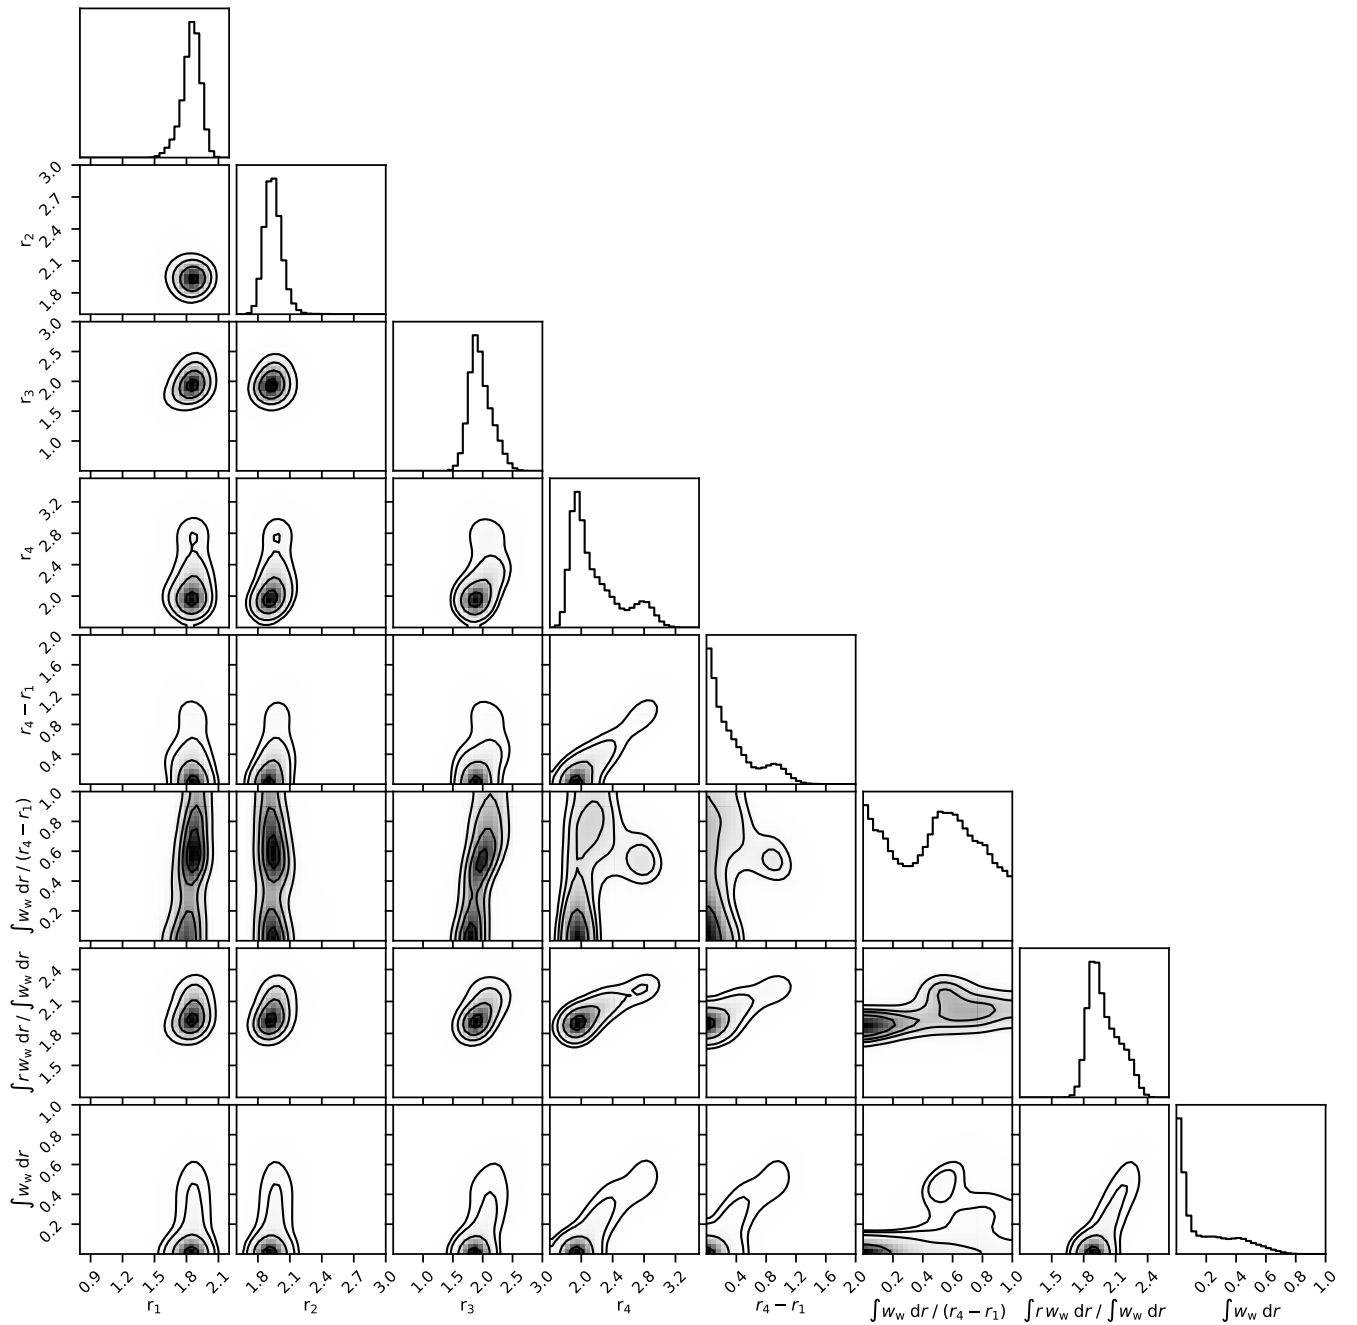 3.0
2.7
2.4
2.1
1.8
r₂
3.0
2.5
2.0
1.5
1.0
r₃
3.2
2.8
2.4
2.0
r₄
2.0
1.6
1.2
0.8
0.4
r₄ − r₁
1.0
0.8
0.6
0.4
0.2
∫w_w dr / (r₄ − r₁)
2.4
2.1
1.8
1.5
∫r w_w dr / ∫w_w dr
1.0
0.8
0.6
0.4
0.2
∫w_w dr
0.9 1.2 1.5 1.8 2.1
r₁
1.8 2.1 2.4 2.7 3.0
r₂
1.0 1.5 2.0 2.5 3.0
r₃
2.0 2.4 2.8 3.2
r₄
0.4 0.8 1.2 1.6 2.0
r₄ − r₁
0.2 0.4 0.6 0.8 1.0
∫w_w dr / (r₄ − r₁)
1.5 1.8 2.1 2.4
∫r w_w dr / ∫w_w dr
0.2 0.4 0.6 0.8 1.0
∫w_w dr